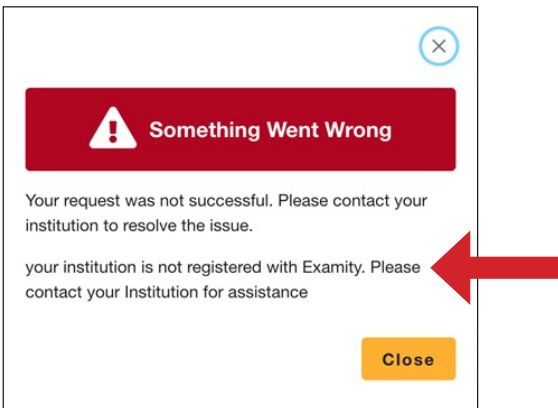 Something Went Wrong
Your request was not successful. Please contact your
institution to resolve the issue.
your institution is not registered with Examity. Please
contact your Institution for assistance
Close